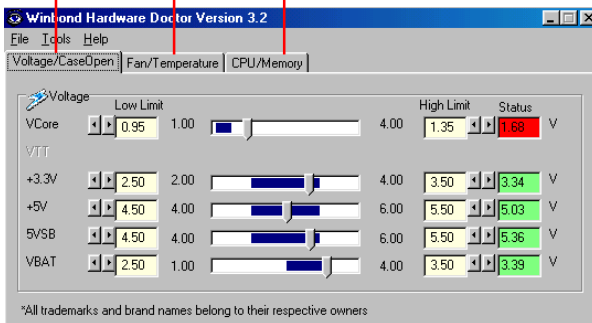 Winbond Hardware Doctor Version 3.2
File Tools Help
Voltage/CaseOpen Fan/Temperature CPU/Memory
Voltage Low Limit High Limit Status
VCore 0.95 1.00 4.00 1.35 1.68 V
VTT
+3.3V 2.50 2.00 4.00 3.50 3.34 V
+5V 4.50 4.00 6.00 5.50 5.03 V
5VSB 4.50 4.00 6.00 5.50 5.36 V
VBAT 2.50 1.00 4.00 3.50 3.39 V
*All trademarks and brand names belong to their respective owners